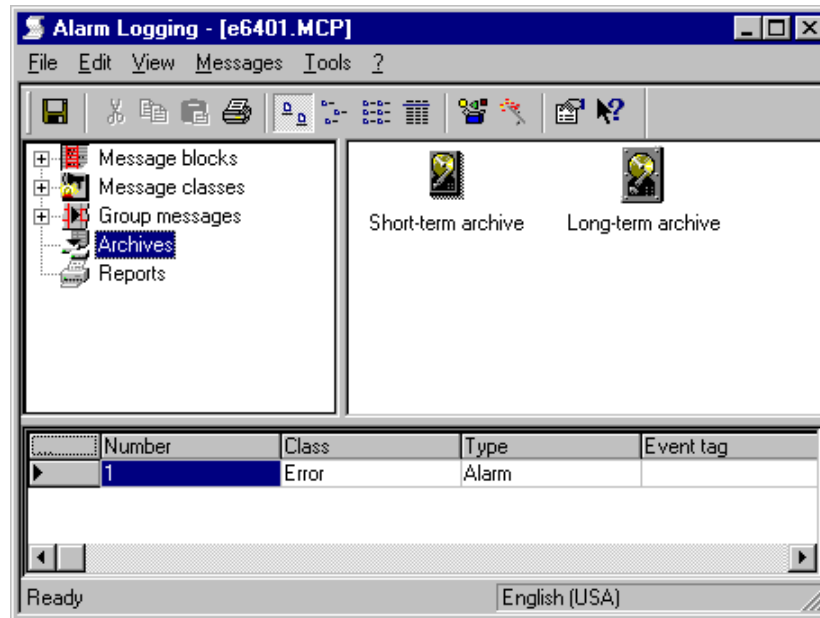 Alarm Logging - [e6401.MCP]
File Edit View Messages Tools ?
Message blocks
Message classes
Group messages
Archives
Reports
Short-term archive Long-term archive
Number Class Type Event tag
1 Error Alarm
Ready English (USA)